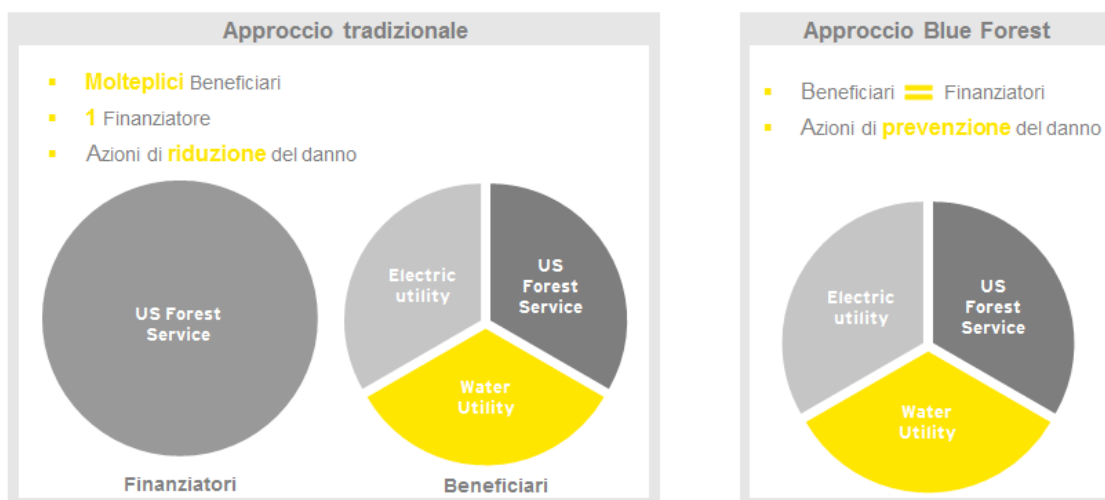 Approccio tradizionale
Molteplici Beneficiari
1 Finanziatore
Azioni di riduzione del danno
US Forest
Service
Finanziatori
Electric
utility
US
Forest
Service
Water
Utility
Beneficiari
Approccio Blue Forest
Beneficiari = Finanziatori
Azioni di prevenzione del danno
Electric
utility
US
Forest
Service
Water
Utility